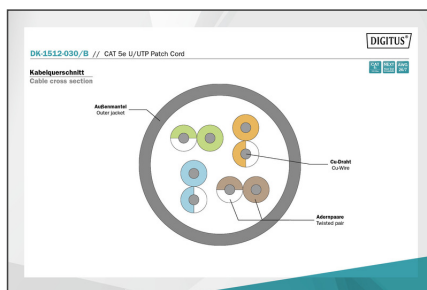 DIGITUS®
DK-1512-030/B // CAT 5e U/UTP Patch Cord
Kabelquerschnitt
Cable cross section
Außenmantel
Outer jacket
Cu-Draht
Cu-Wire
Adernpaare
Twisted pair